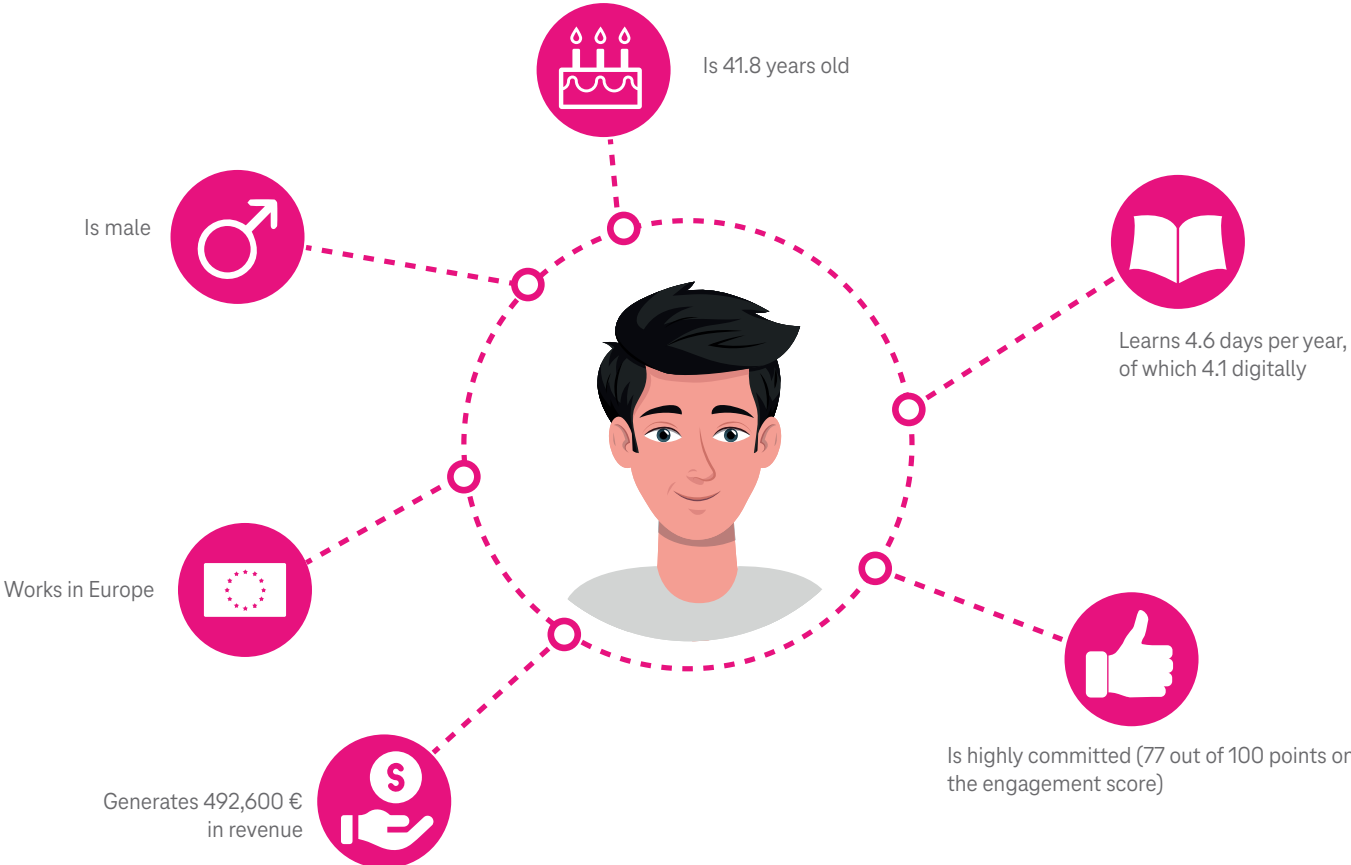 Is 41.8 years old
Is male
Learns 4.6 days per year,
of which 4.1 digitally
Works in Europe
Is highly committed (77 out of 100 points on
the engagement score)
Generates 492,600 €
in revenue